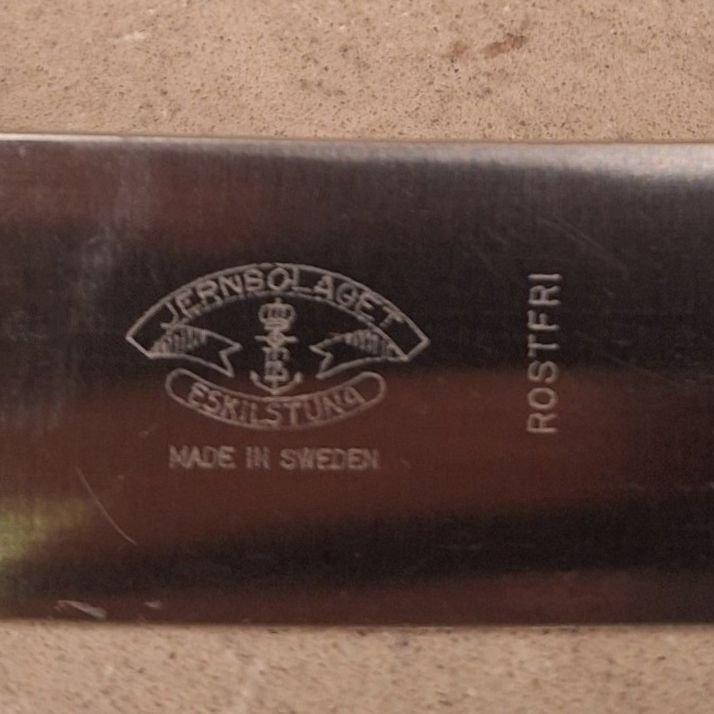 JERNBOLAGET
ESKILSTUNA
MADE IN SWEDEN
ROSTFRI